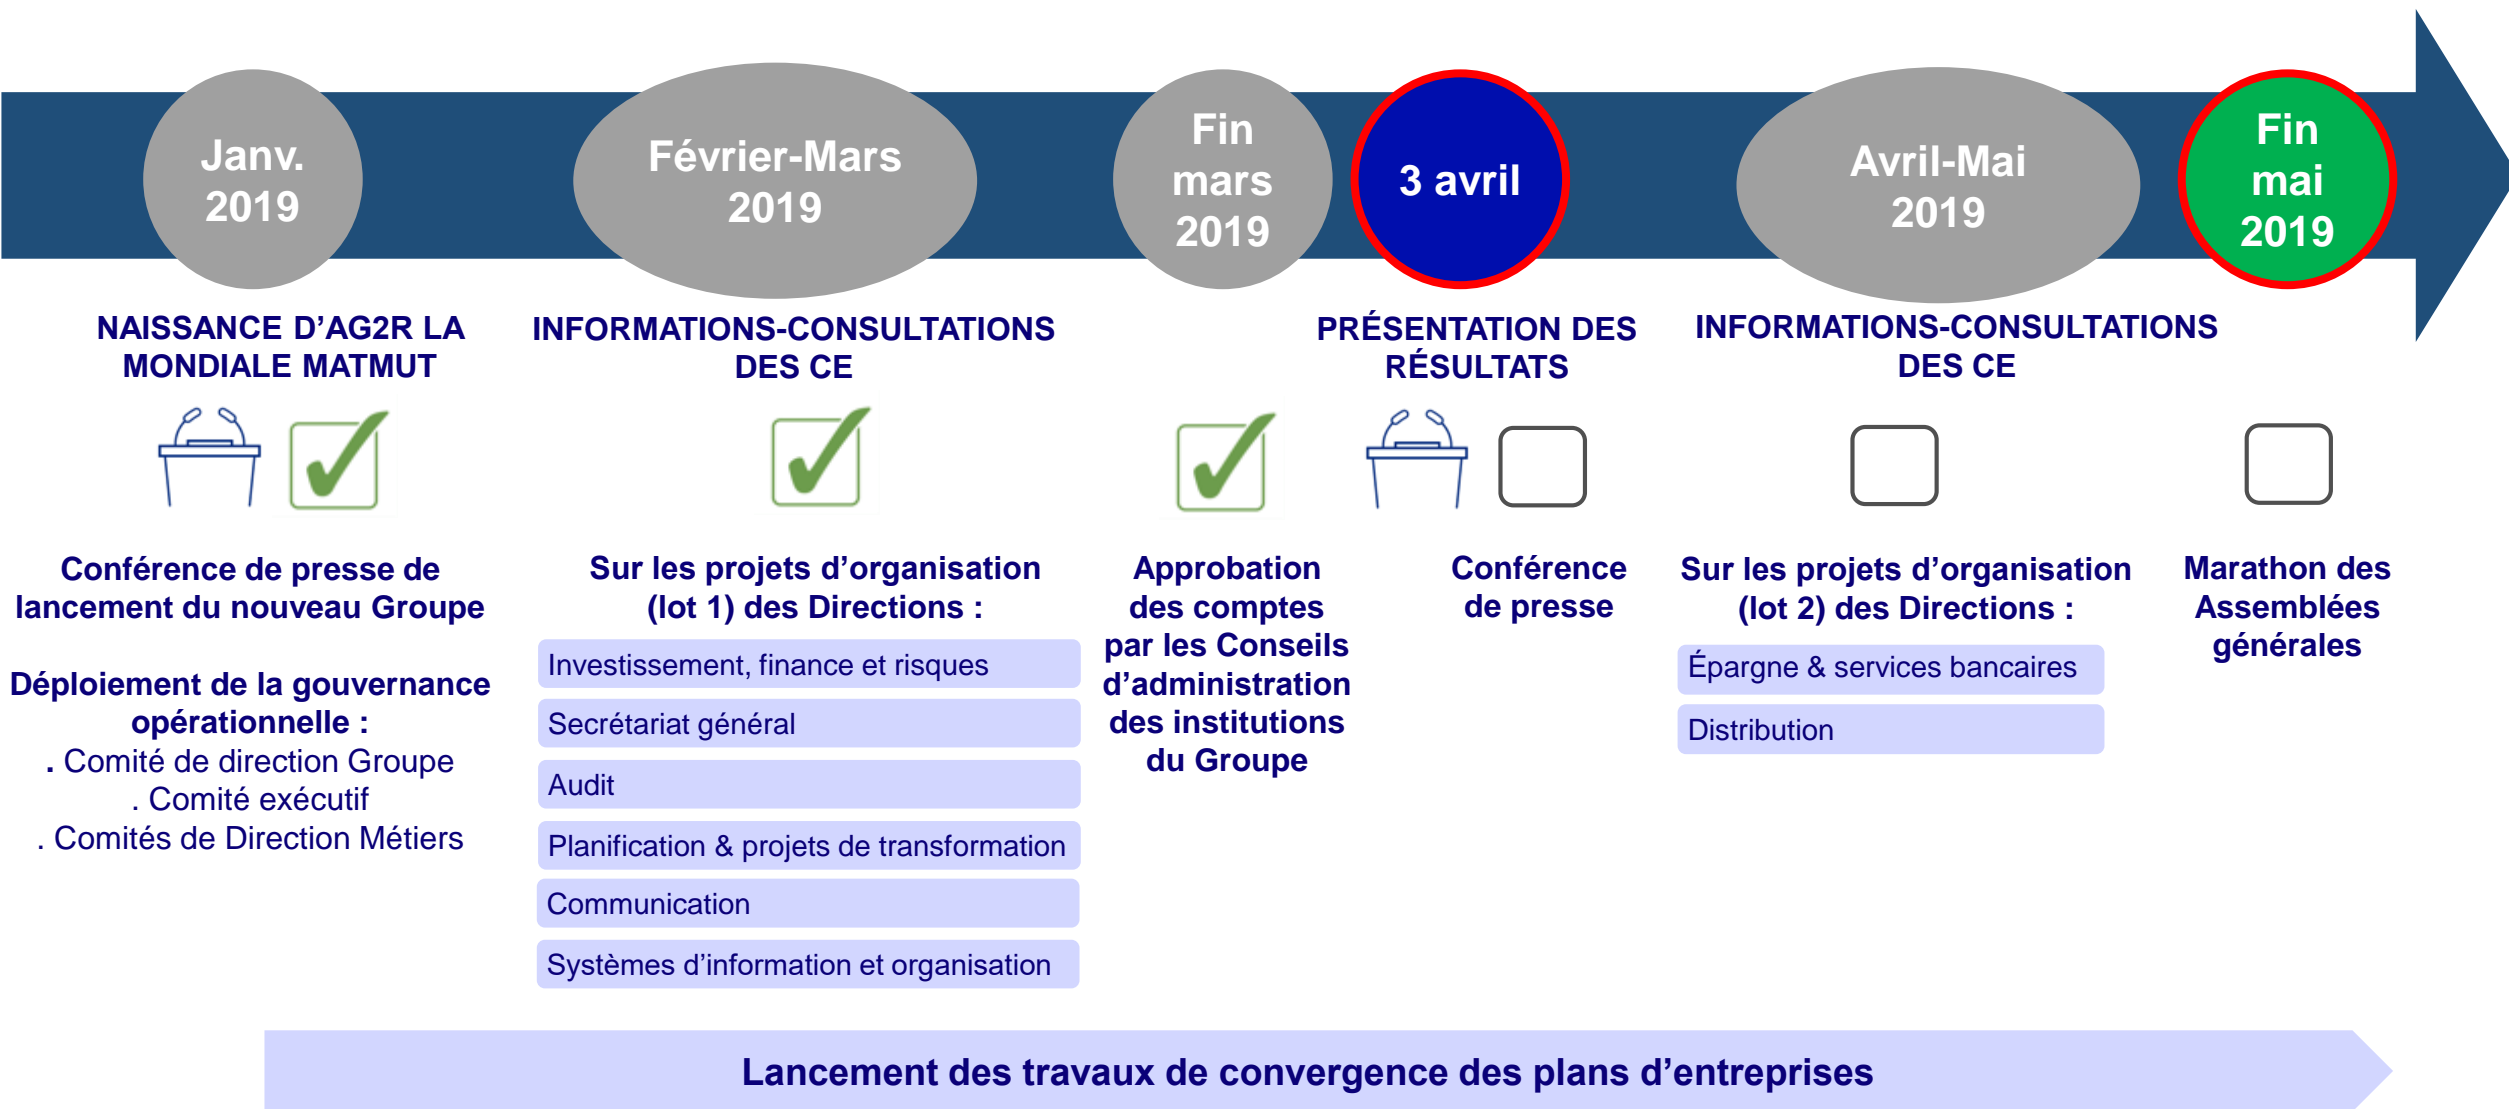 Janv.
2019
Février-Mars
2019
Fin
mars
2019
3 avril
Avril-Mai
2019
Fin
mai
2019
NAISSANCE D’AG2R LA
MONDIALE MATMUT
INFORMATIONS-CONSULTATIONS
DES CE
PRÉSENTATION DES
RÉSULTATS
INFORMATIONS-CONSULTATIONS
DES CE
Conférence de presse de
lancement du nouveau Groupe
Déploiement de la gouvernance
opérationnelle :
. Comité de direction Groupe
. Comité exécutif
. Comités de Direction Métiers
Sur les projets d’organisation
(lot 1) des Directions :
Investissement, finance et risques
Secrétariat général
Audit
Planification & projets de transformation
Communication
Systèmes d’information et organisation
Approbation
des comptes
par les Conseils
d’administration
des institutions
du Groupe
Conférence
de presse
Sur les projets d’organisation
(lot 2) des Directions :
Épargne & services bancaires
Distribution
Marathon des
Assemblées
générales
Lancement des travaux de convergence des plans d’entreprises